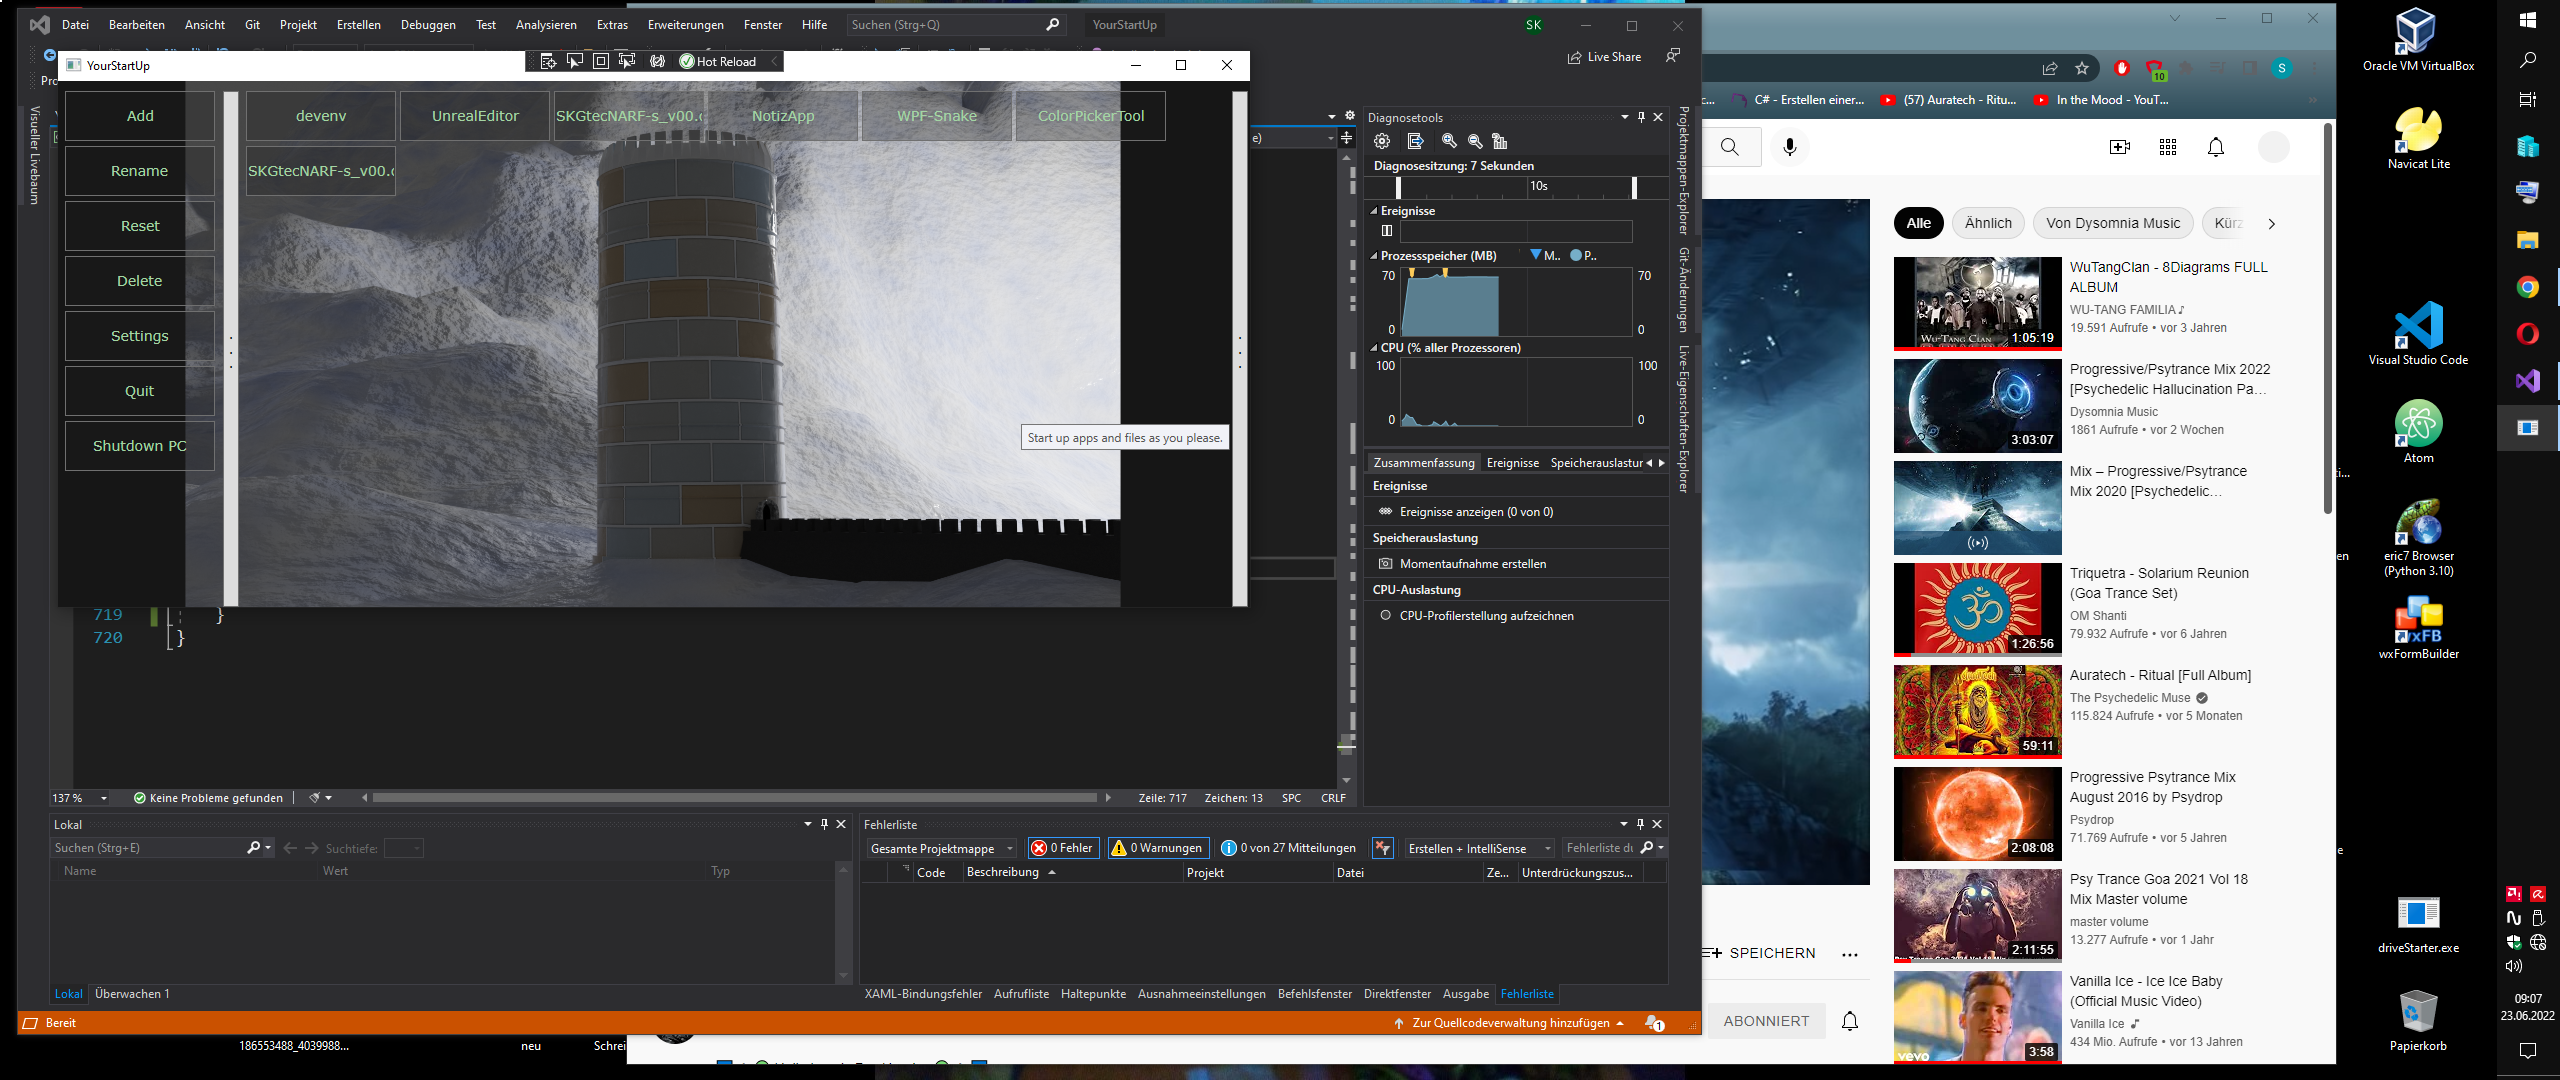 Datei Bearbeiten Ansicht Git Projekt Erstellen Debuggen Test Analysieren Extras Erweiterungen Fenster Hilfe Suchen (Strg+Q) YourStartUp SK
Live Share
YourStartUp
Hot Reload
Add
Rename
Reset
Delete
Settings
Quit
Shutdown PC
devenv UnrealEditor SKGtecNARF-s_v00. NotizApp WPF-Snake ColorPickerTool
SKGtecNARF-s_v00.
Start up apps and files as you please.
Visueller Livebaum
719 }
720 }
137 % Keine Probleme gefunden Zeile: 717 Zeichen: 13 SPC CRLF
Diagnosetools
Diagnosesitzung: 7 Sekunden
10s
Ereignisse
Prozessspeicher (MB) M.. P..
70 70
0 0
CPU (% aller Prozessoren)
100 100
0 0
Zusammenfassung Ereignisse Speicherauslastur
Ereignisse
Ereignisse anzeigen (0 von 0)
Speicherauslastung
Momentaufnahme erstellen
CPU-Auslastung
CPU-Profilerstellung aufzeichnen
Projektmappen-Explorer
Git-Änderungen
Live-Eigenschaften-Explorer
Lokal
Suchen (Strg+E) Suchtiefe:
Name Wert Typ
Lokal Überwachen 1
Fehlerliste
Gesamte Projektmappe 0 Fehler 0 Warnungen 0 von 27 Mitteilungen Erstellen + IntelliSense Fehlerliste du
Code Beschreibung Projekt Datei Ze... Unterdrückungszus...
XAML-Bindungsfehler Aufrufliste Haltepunkte Ausnahmeeinstellungen Befehlsfenster Direktfenster Ausgabe Fehlerliste
Bereit Zur Quellcodeverwaltung hinzufügen 1
186553488_4039988... neu Schrei
10 S
C# - Erstellen einer... (57) Auratech - Ritu... In the Mood - YouT...
Alle Ähnlich Von Dysomnia Music Kürz
WuTangClan - 8Diagrams FULL
ALBUM
WU-TANG FAMILIA
19.591 Aufrufe • vor 3 Jahren
WU-TANG CLAN
1:05:19
Progressive/Psytrance Mix 2022
[Psychedelic Hallucination Pa...
Dysomnia Music
1861 Aufrufe • vor 2 Wochen
3:03:07
Mix – Progressive/Psytrance
Mix 2020 [Psychedelic...
Triquetra - Solarium Reunion
(Goa Trance Set)
OM Shanti
79.932 Aufrufe • vor 6 Jahren
1:26:56
Auratech - Ritual [Full Album]
The Psychedelic Muse
115.824 Aufrufe • vor 5 Monaten
59:11
Progressive Psytrance Mix
August 2016 by Psydrop
Psydrop
71.769 Aufrufe • vor 5 Jahren
2:08:08
Psy Trance Goa 2021 Vol 18
Mix Master volume
master volume
13.277 Aufrufe • vor 1 Jahr
2:11:55
Vanilla Ice - Ice Ice Baby
(Official Music Video)
Vanilla Ice
434 Mio. Aufrufe • vor 13 Jahren
vevo
3:58
SPEICHERN
ABONNIERT
Oracle VM VirtualBox
Navicat Lite
Visual Studio Code
Atom
eric7 Browser
(Python 3.10)
wxFB
wxFormBuilder
driveStarter.exe
Papierkorb
09:07
23.06.2022